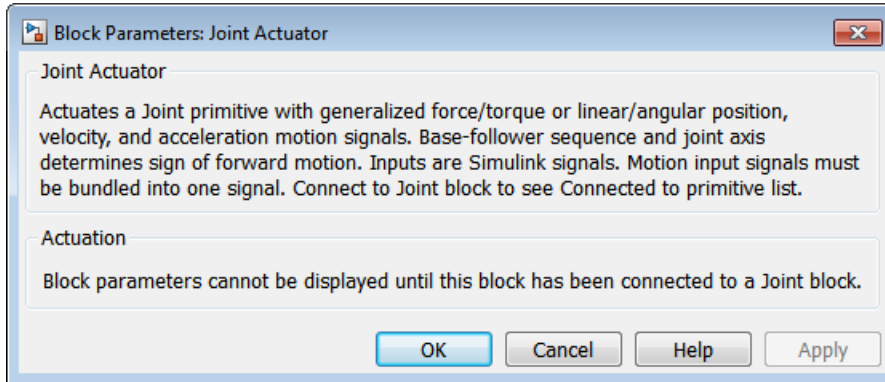 Block Parameters: Joint Actuator
Joint Actuator
Actuates a Joint primitive with generalized force/torque or linear/angular position,
velocity, and acceleration motion signals. Base-follower sequence and joint axis
determines sign of forward motion. Inputs are Simulink signals. Motion input signals must
be bundled into one signal. Connect to Joint block to see Connected to primitive list.
Actuation
Block parameters cannot be displayed until this block has been connected to a Joint block.
OK Cancel Help Apply